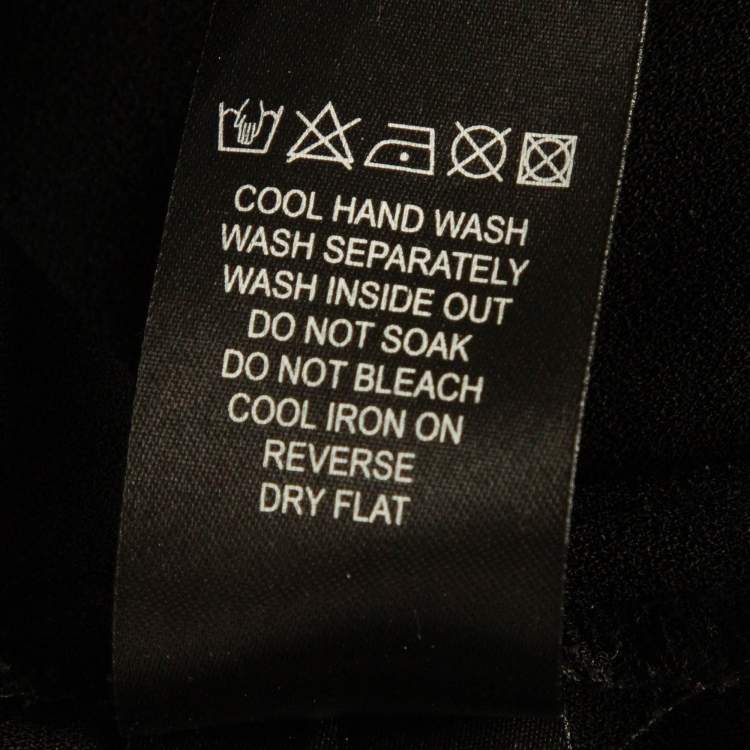 COOL HAND WASH
WASH SEPARATELY
WASH INSIDE OUT
DO NOT SOAK
DO NOT BLEACH
COOL IRON ON
REVERSE
DRY FLAT